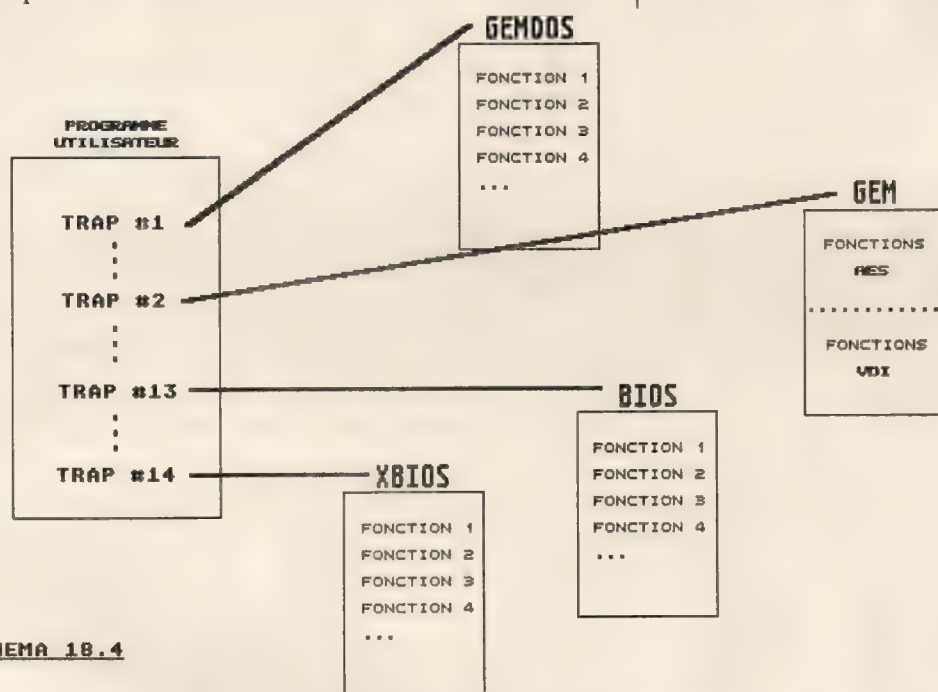 GEMDOS
FONCTION 1
FONCTION 2
FONCTION 3
FONCTION 4
...
PROGRAMME
UTILISATEUR
TRAP #1
TRAP #2
TRAP #13
TRAP #14
GEM
FONCTIONS
AES
FONCTIONS
VDI
BIOS
FONCTION 1
FONCTION 2
FONCTION 3
FONCTION 4
...
XBIOS
FONCTION 1
FONCTION 2
FONCTION 3
FONCTION 4
...
HEMA 18.4